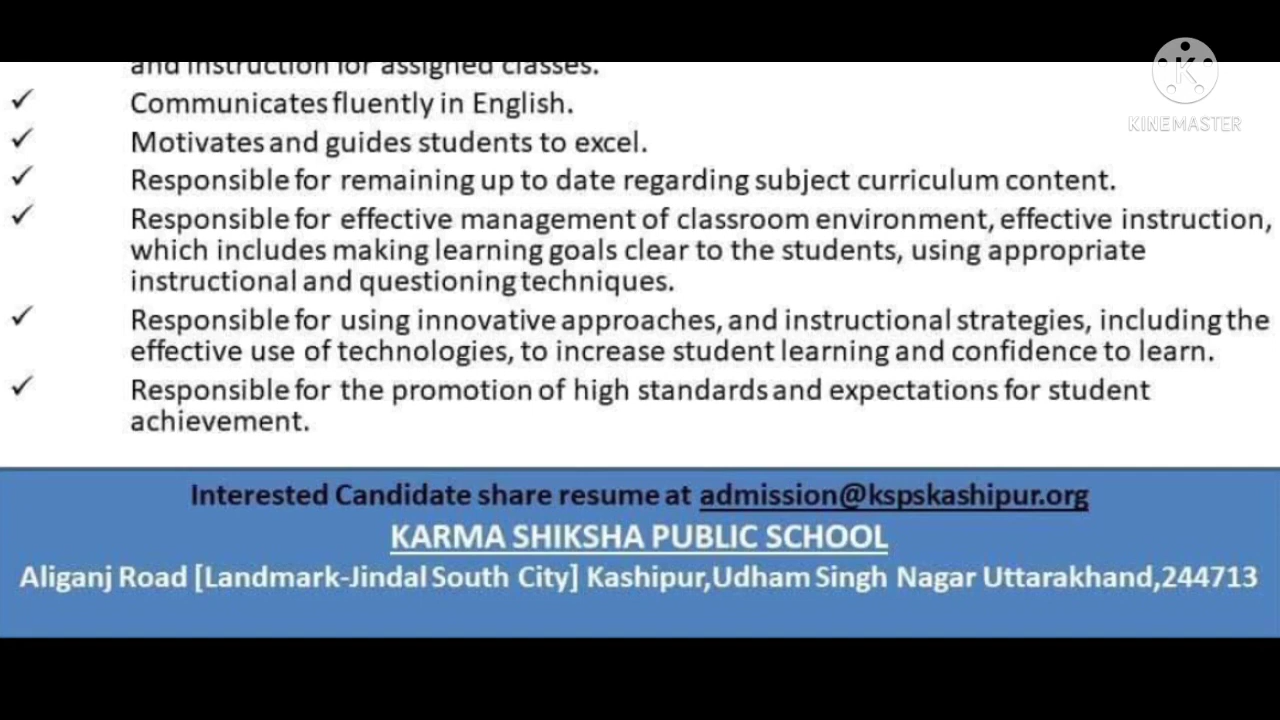 and instruction for assigned classes.
✓ Communicates fluently in English.
✓ Motivates and guides students to excel.
✓ Responsible for remaining up to date regarding subject curriculum content.
✓ Responsible for effective management of classroom environment, effective instruction,
which includes making learning goals clear to the students, using appropriate
instructional and questioning techniques.
✓ Responsible for using innovative approaches, and instructional strategies, including the
effective use of technologies, to increase student learning and confidence to learn.
✓ Responsible for the promotion of high standards and expectations for student
achievement.
Interested Candidate share resume at admission@kspskashipur.org
KARMA SHIKSHA PUBLIC SCHOOL
Aliganj Road [Landmark-Jindal South City] Kashipur,Udham Singh Nagar Uttarakhand,244713
K
KINEMASTER